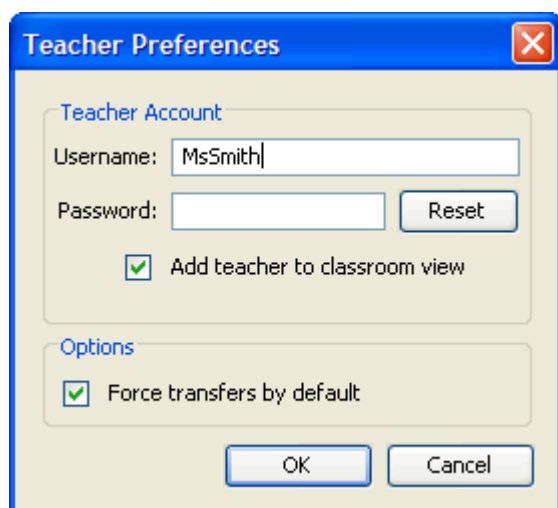 Teacher Preferences
Teacher Account
Username: MsSmith
Password: Reset
Add teacher to classroom view
Options
Force transfers by default
OK Cancel